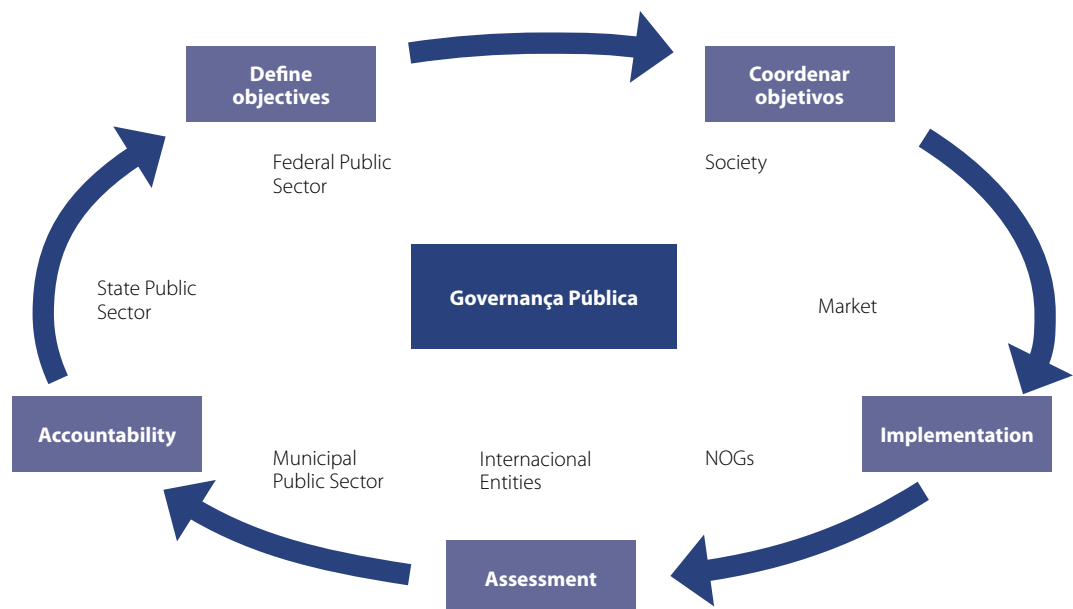 Define
objectives
Coordenar
objetivos
Federal Public
Sector
Society
State Public
Sector
Governança Pública
Market
Accountability
Implementation
Municipal
Public Sector
Internacional
Entities
NOGs
Assessment